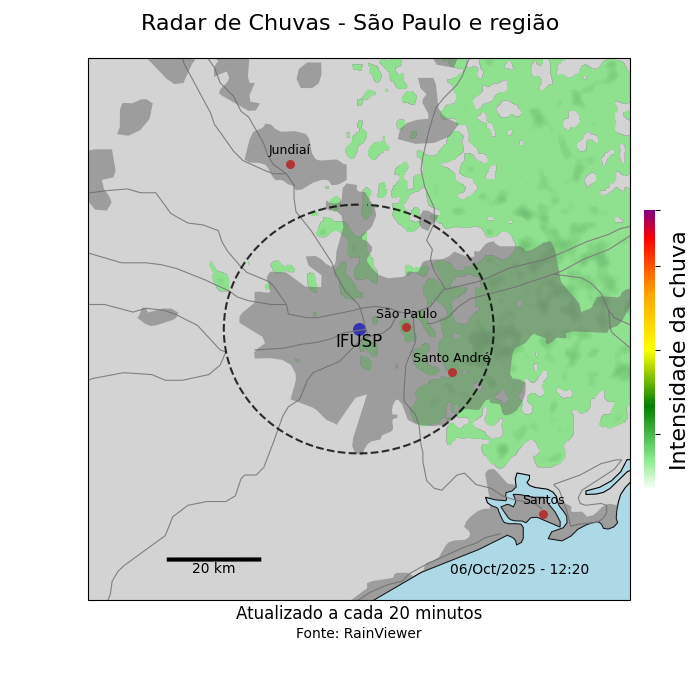 Radar de Chuvas - São Paulo e região
Jundiaí
São Paulo
IFUSP
Santo André
Santos
20 km
06/Oct/2025 - 12:20
Intensidade da chuva
Atualizado a cada 20 minutos
Fonte: RainViewer